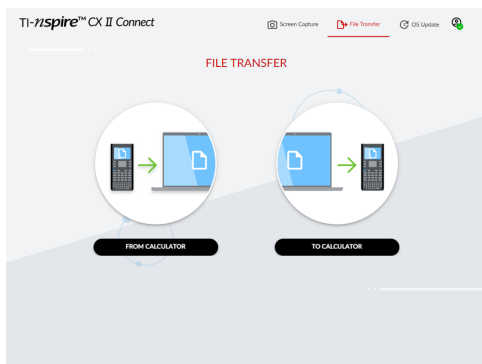 TI-nspire™ CX II Connect
Screen Capture
File Transfer
OS Update
FILE TRANSFER
FROM CALCULATOR
TO CALCULATOR